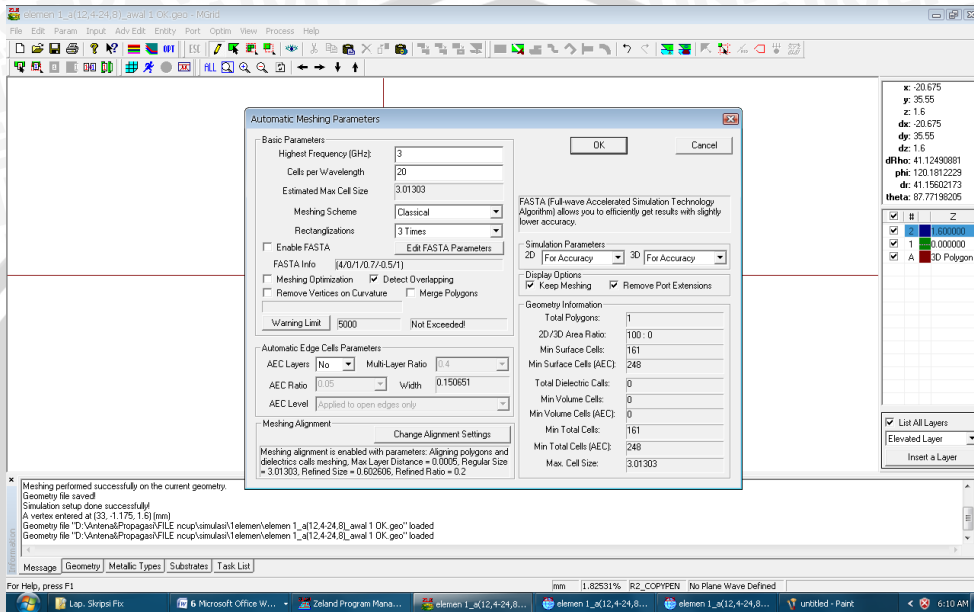 elemen 1_a(12,4-24,8)_awal 1 OK.geo - MGrid
File Edit Param Input Adv Edit Entity Port Optim View Process Help
OPT
ALL
x: -20.675
y: 35.55
z: 1.6
dx: -20.675
dy: 35.55
dz: 1.6
dRho: 41.12490881
phi: 120.1812229
dr: 41.15602173
theta: 87.77198205
# Z
2 1.600000
1 0.000000
A 3D Polygon
List All Layers
Elevated Layer
Insert a Layer
Automatic Meshing Parameters
Basic Parameters
Highest Frequency (GHz): 3
Cells per Wavelength 20
Estimated Max Cell Size 3.01303
Meshing Scheme Classical
Rectanglizations 3 Times
Enable FASTA Edit FASTA Parameters
FASTA Info (4/0/1/0.7/-0.5/1)
Meshing Optimization Detect Overlapping
Remove Vertices on Curvature Merge Polygons
Warning Limit 5000 Not Exceeded!
Automatic Edge Cells Parameters
AEC Layers No Multi-Layer Ratio 0.4
AEC Ratio 0.05 Width 0.150651
AEC Level Applied to open edges only
Meshing Alignment
Change Alignment Settings
Meshing alignment is enabled with parameters: Aligning polygons and
dielectrics calls meshing, Max Layer Distance = 0.0005, Regular Size
= 3.01303, Refined Size = 0.602606, Refined Ratio = 0.2
OK Cancel
FASTA (Full-wave Accelerated Simulation Technology
Algorithm) allows you to efficiently get results with slightly
lower accuracy.
Simulation Parameters
2D For Accuracy 3D For Accuracy
Display Options
Keep Meshing Remove Port Extensions
Geometry Information
Total Polygons: 1
2D/3D Area Ratio: 100 : 0
Min Surface Cells: 161
Min Surface Cells (AEC): 248
Total Dielectric Calls: 0
Min Volume Cells: 0
Min Volume Cells (AEC): 0
Min Total Cells: 161
Min Total Cells (AEC): 248
Max. Cell Size: 3.01303
Information
Meshing performed successfully on the current geometry.
Geometry file saved!
Simulation setup done successfully!
A vertex entered at (33, -1.175, 1.6) (mm)
Geometry file "D:\Antena&Propagasi\FILE ncup\simulasi\1elemen\elemen 1_a(12,4-24,8)_awal 1 OK.geo" loaded
Geometry file "D:\Antena&Propagasi\FILE ncup\simulasi\1elemen\elemen 1_a(12,4-24,8)_awal 1 OK.geo" loaded
Message Geometry Metallic Types Substrates Task List
For Help, press F1
mm 1.82531% R2_COPYPEN No Plane Wave Defined
Lap. Skripsi Fix 6 Microsoft Office W... Zeland Program Mana... elemen 1_a(12,4-24,8... elemen 1_a(12,4-24,8... elemen 1_a(12,4-24,8... untitled - Paint 6:10 AM